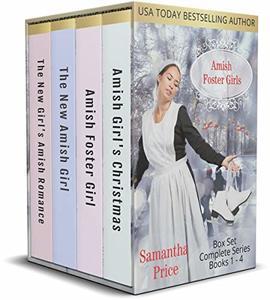 USA TODAY BESTSELLING AUTHOR
The New Girl's Amish Romance
The New Amish Girl
Amish Foster Girl
Amish Girl's Christmas
Amish
Foster Girls
Samantha
Price
Box Set
Complete Series
Books 1 - 4